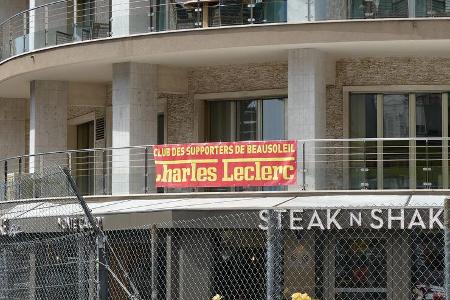 CLUB DES SUPPORTERS DE BEAUSOLEIL
Charles Leclerc
STEAK N SHAK